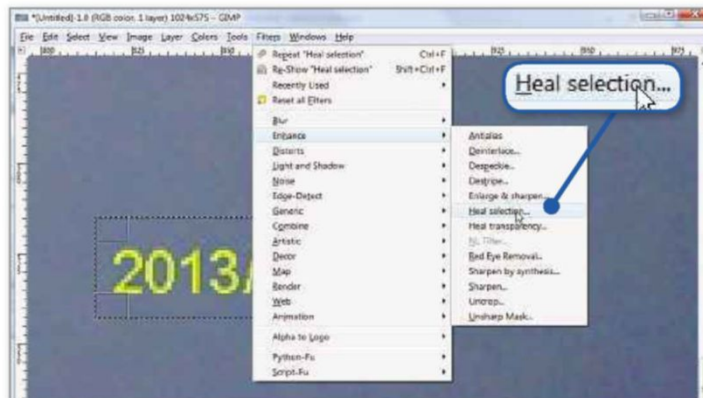 *[Untitled]-1.0 (RGB color, 1 layer) 1024x575 – GIMP
File Edit Select View Image Layer Colors Tools Filters Windows Help
Repeat "Heal selection" Ctrl+F
Re-Show "Heal selection" Shift+Ctrl+F
Recently Used
Reset all Filters
Blur
Enhance
Distorts
Light and Shadow
Noise
Edge-Detect
Generic
Combine
Artistic
Decor
Map
Render
Web
Animation
Alpha to Logo
Python-Fu
Script-Fu
Antialias
Deinterlace...
Despeckle...
Destripe...
Enlarge & sharpen...
Heal selection...
Heal transparency...
NL Filter...
Red Eye Removal...
Sharpen by synthesis...
Sharpen...
Uncrop...
Unsharp Mask...
Heal selection...
2013/